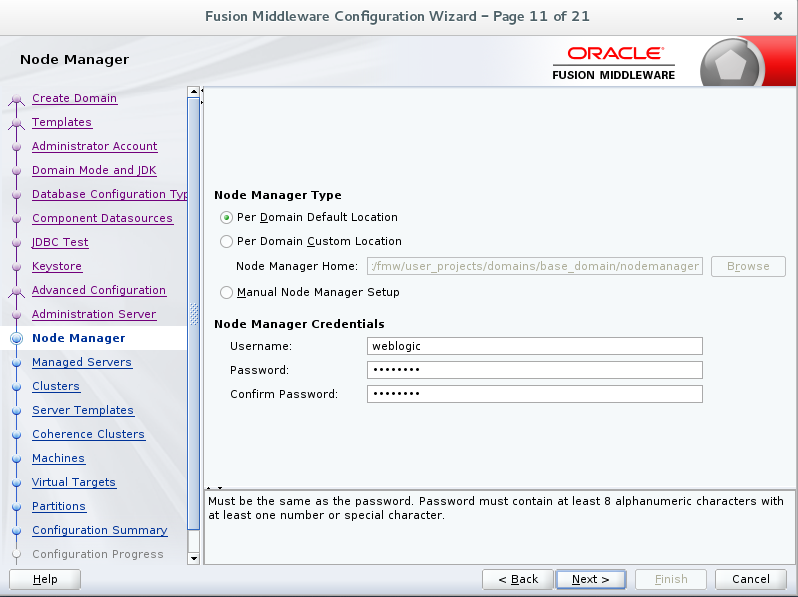 Fusion Middleware Configuration Wizard – Page 11 of 21
Node Manager
ORACLE
FUSION MIDDLEWARE
Create Domain
Templates
Administrator Account
Domain Mode and JDK
Database Configuration Typ
Component Datasources
JDBC Test
Keystore
Advanced Configuration
Administration Server
Node Manager
Managed Servers
Clusters
Server Templates
Coherence Clusters
Machines
Virtual Targets
Partitions
Configuration Summary
Configuration Progress
Node Manager Type
Per Domain Default Location
Per Domain Custom Location
Node Manager Home: /fmw/user_projects/domains/base_domain/nodemanager Browse
Manual Node Manager Setup
Node Manager Credentials
Username: weblogic
Password: ••••••••
Confirm Password: ••••••••
Must be the same as the password. Password must contain at least 8 alphanumeric characters with
at least one number or special character.
Help < Back Next > Finish Cancel